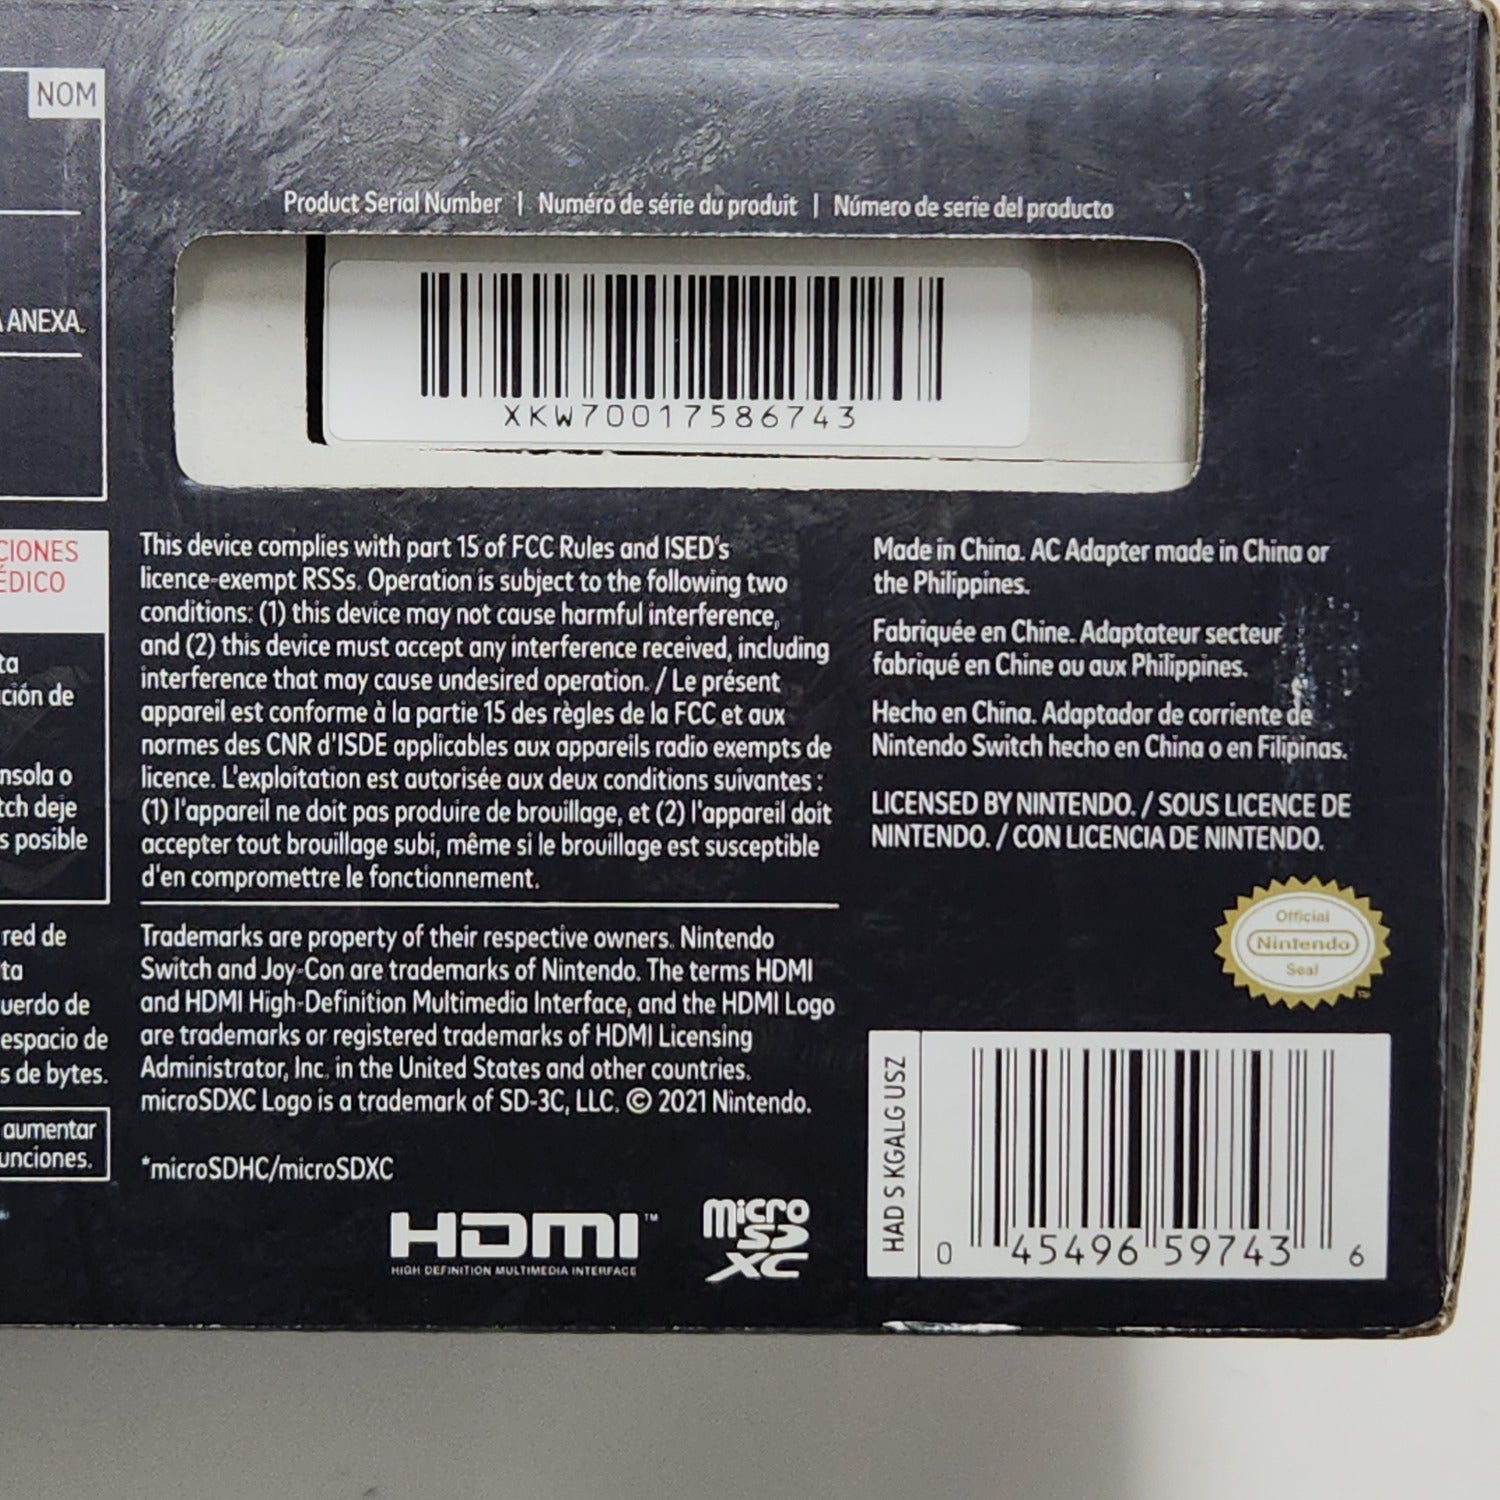 NOM
ANEXA.
CIONES
ÉDICO
ta
ción de
nsola o
tch deje
s posible
red de
ta
uerdo de
espacio de
s de bytes.
aumentar
unciones.
Product Serial Number | Numéro de série du produit | Número de serie del producto
XKW70017586743
This device complies with part 15 of FCC Rules and ISED's
licence-exempt RSSs. Operation is subject to the following two
conditions: (1) this device may not cause harmful interference,
and (2) this device must accept any interference received, including
interference that may cause undesired operation. / Le présent
appareil est conforme à la partie 15 des règles de la FCC et aux
normes des CNR d'ISDE applicables aux appareils radio exempts de
licence. L'exploitation est autorisée aux deux conditions suivantes :
(1) l'appareil ne doit pas produire de brouillage, et (2) l'appareil doit
accepter tout brouillage subi, même si le brouillage est susceptible
d'en compromettre le fonctionnement.
Trademarks are property of their respective owners. Nintendo
Switch and Joy-Con are trademarks of Nintendo. The terms HDMI
and HDMI High-Definition Multimedia Interface, and the HDMI Logo
are trademarks or registered trademarks of HDMI Licensing
Administrator, Inc. in the United States and other countries.
microSDXC Logo is a trademark of SD-3C, LLC. © 2021 Nintendo.
*microSDHC/microSDXC
HDMI™
HIGH DEFINITION MULTIMEDIA INTERFACE
micro
SD
XC
Made in China. AC Adapter made in China or
the Philippines.
Fabriquée en Chine. Adaptateur secteur
fabriqué en Chine ou aux Philippines.
Hecho en China. Adaptador de corriente de
Nintendo Switch hecho en China o en Filipinas.
LICENSED BY NINTENDO. / SOUS LICENCE DE
NINTENDO. / CON LICENCIA DE NINTENDO.
Official
Nintendo
Seal
™
HAD S KGALG USZ
0 45496 59743 6